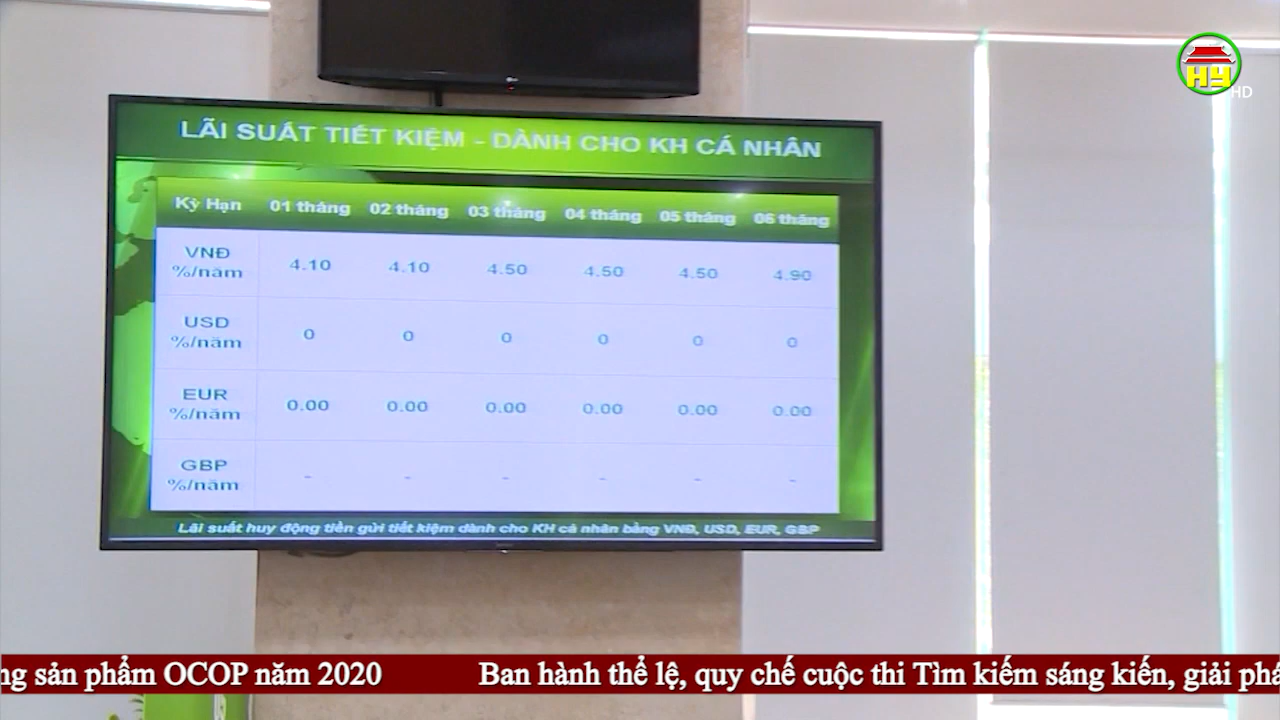 HY
HD
LÃI SUẤT TIẾT KIỆM - DÀNH CHO KH CÁ NHÂN
Kỳ Hạn 01 tháng 02 tháng 03 tháng 04 tháng 05 tháng 06 tháng
VNĐ
%/năm 4.10 4.10 4.50 4.50 4.50 4.90
USD
%/năm 0 0 0 0 0 0
EUR
%/năm 0.00 0.00 0.00 0.00 0.00 0.00
GBP
%/năm - - - - - -
Lãi suất huy động tiền gửi tiết kiệm dành cho KH cá nhân bằng VNĐ, USD, EUR, GBP
ng sản phẩm OCOP năm 2020 Ban hành thể lệ, quy chế cuộc thi Tìm kiếm sáng kiến, giải phá